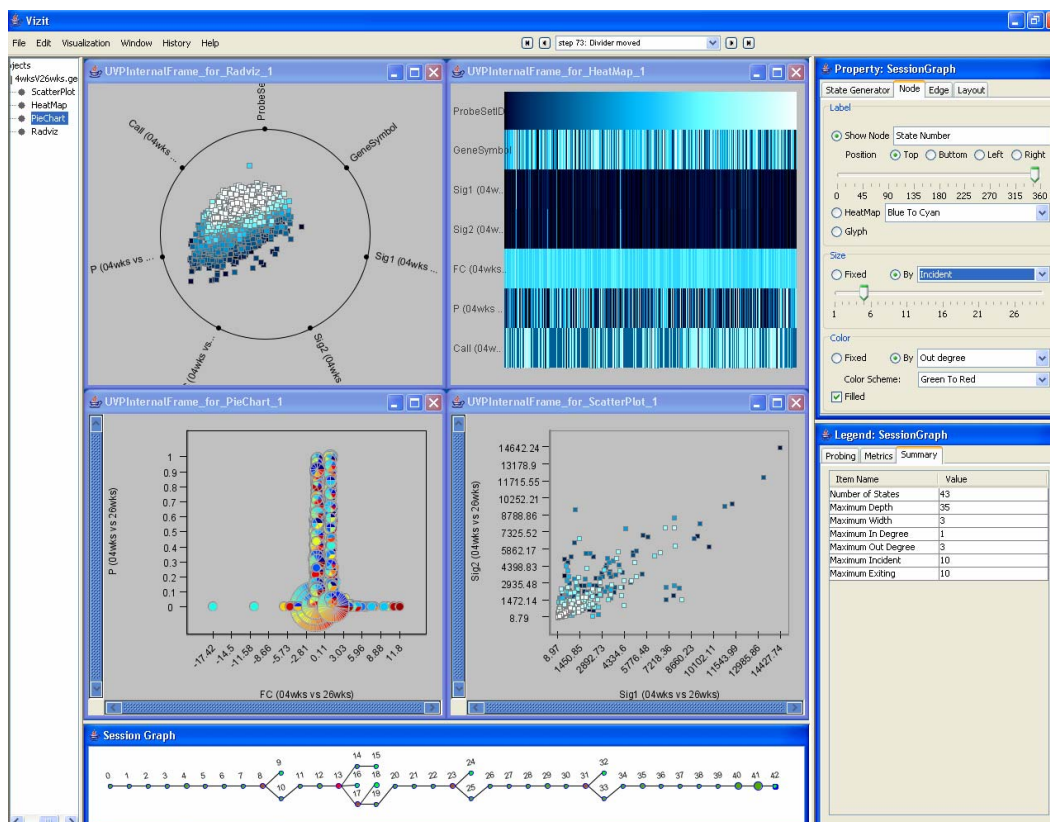 Vizit
File Edit Visualization Window History Help
step 73: Divider moved
jects
4wksV26wks.ge
ScatterPlot
HeatMap
PieChart
Radviz
UVPInternalFrame_for_Radviz_1
ProbeSe
Call (04wks ...
GeneSymbol
P (04wks vs ...
Sig1 (04wks ...
(04wks vs...
Sig2 (04wks
UVPInternalFrame_for_HeatMap_1
ProbeSetID
GeneSymbol
Sig1 (04w..
Sig2 (04w..
FC (04wks..
P (04wks ..
Call (04w..
UVPInternalFrame_for_PieChart_1
P (04wks vs 26wks)
1
0.9
0.8
0.7
0.6
0.5
0.4
0.3
0.2
0.1
0
-17.42 -14.5 -11.58 -8.66 -5.73 -2.81 0.11 3.03 5.96 8.88 11.8
FC (04wks vs 26wks)
UVPInternalFrame_for_ScatterPlot_1
Sig2 (04wks vs 26wks)
14642.24
13178.9
11715.55
10252.21
8788.86
7325.52
5862.17
4398.83
2935.48
1472.14
8.79
8.97 1450.85 2892.73 4334.6 5776.48 7218.36 8660.23 10102.11 11543.99 12985.86 14427.74
Sig1 (04wks vs 26wks)
Session Graph
0 1 2 3 4 5 6 7 8 9 10 11 12 13 14 15 16 18 17 19 20 21 22 23 24 25 26 27 28 29 30 31 32 33 34 35 36 37 38 39 40 41 42
Property: SessionGraph
State Generator Node Edge Layout
Label
Show Node State Number
Position Top Buttom Left Right
0 45 90 135 180 225 270 315 360
HeatMap Blue To Cyan
Glyph
Size
Fixed By Incident
1 6 11 16 21 26
Color
Fixed By Out degree
Color Scheme: Green To Red
Filled
Legend: SessionGraph
Probing Metrics Summary
Item Name Value
Number of States 43
Maximum Depth 35
Maximum Width 3
Maximum In Degree 1
Maximum Out Degree 3
Maximum Incident 10
Maximum Exiting 10